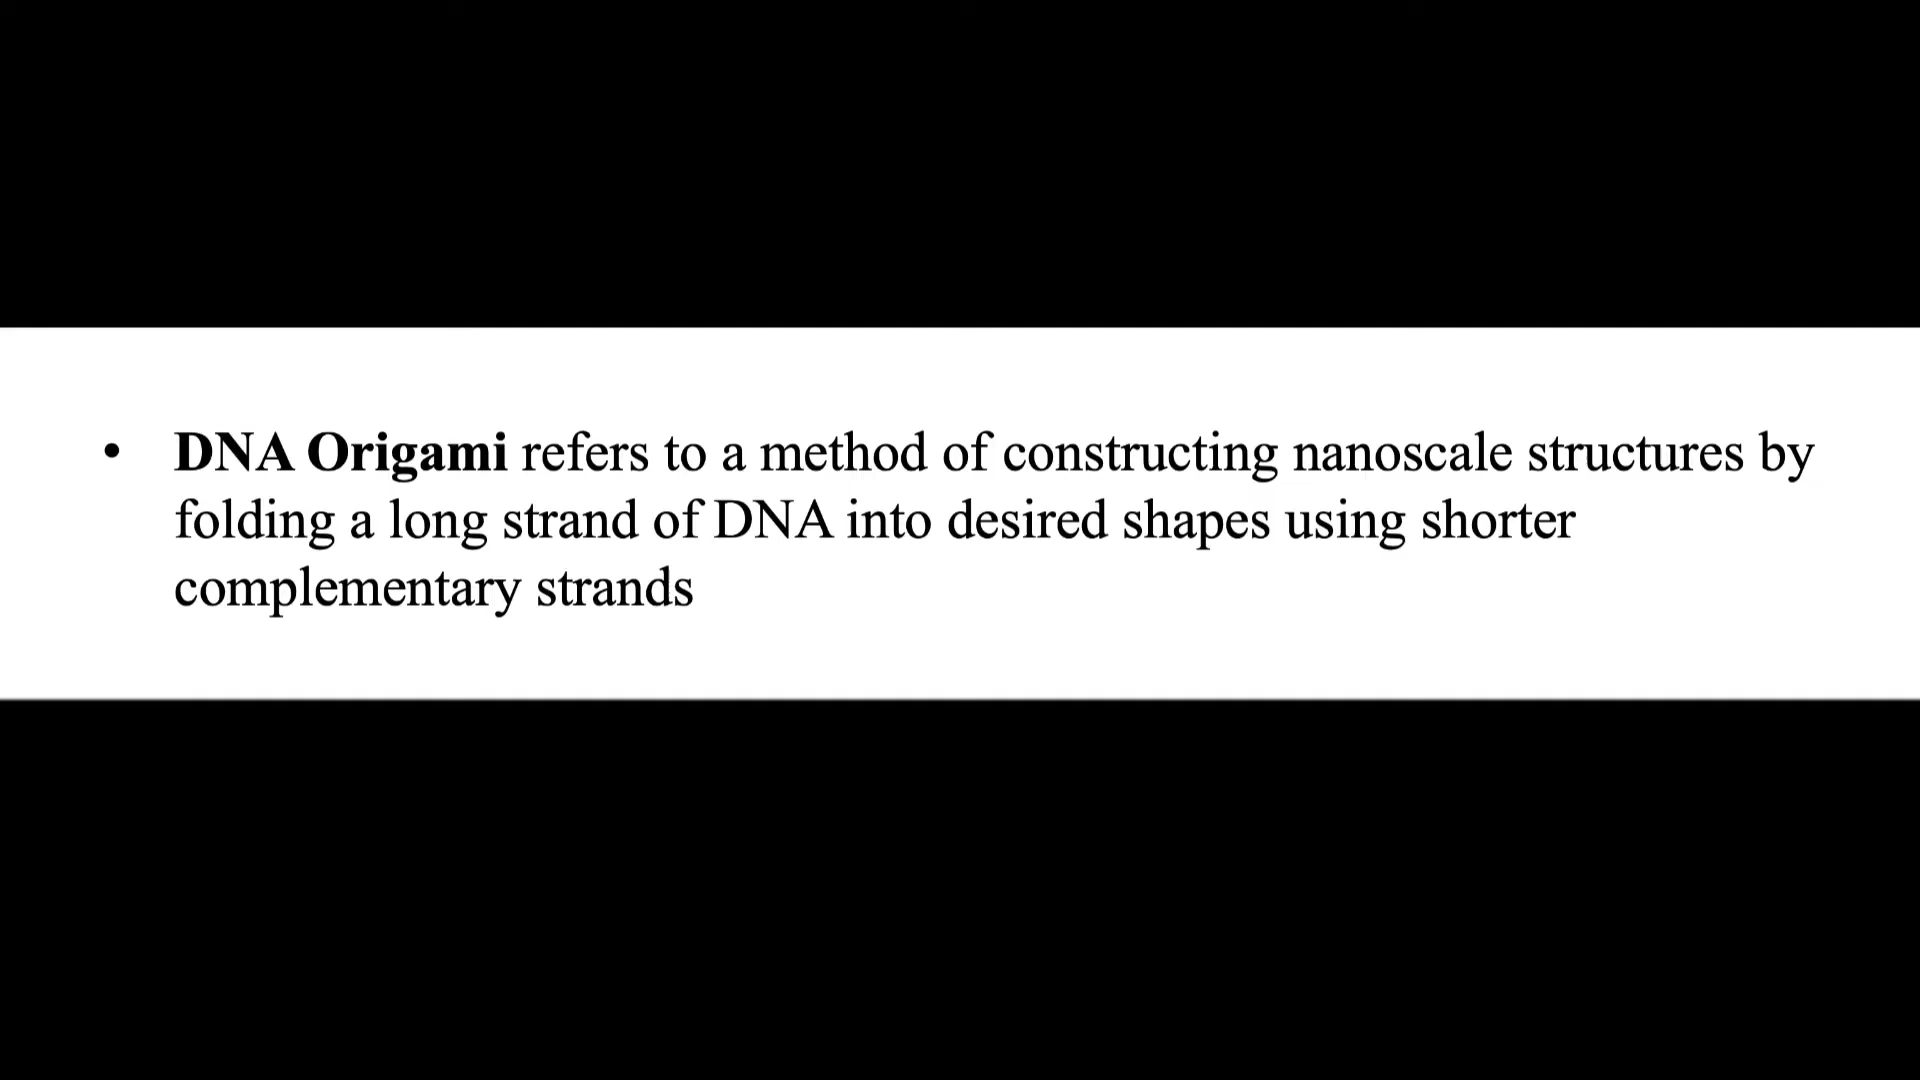 • DNA Origami refers to a method of constructing nanoscale structures by
folding a long strand of DNA into desired shapes using shorter
complementary strands